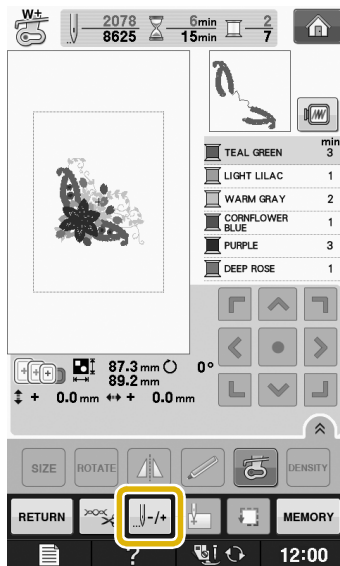 W+
2078 6min 2
8625 15min 7
min
TEAL GREEN 3
LIGHT LILAC 1
WARM GRAY 2
CORNFLOWER
BLUE 1
PURPLE 3
DEEP ROSE 1
87.3 mm 0°
89.2 mm
+ 0.0 mm + 0.0 mm
SIZE ROTATE DENSITY
RETURN -/+ MEMORY
? 12:00